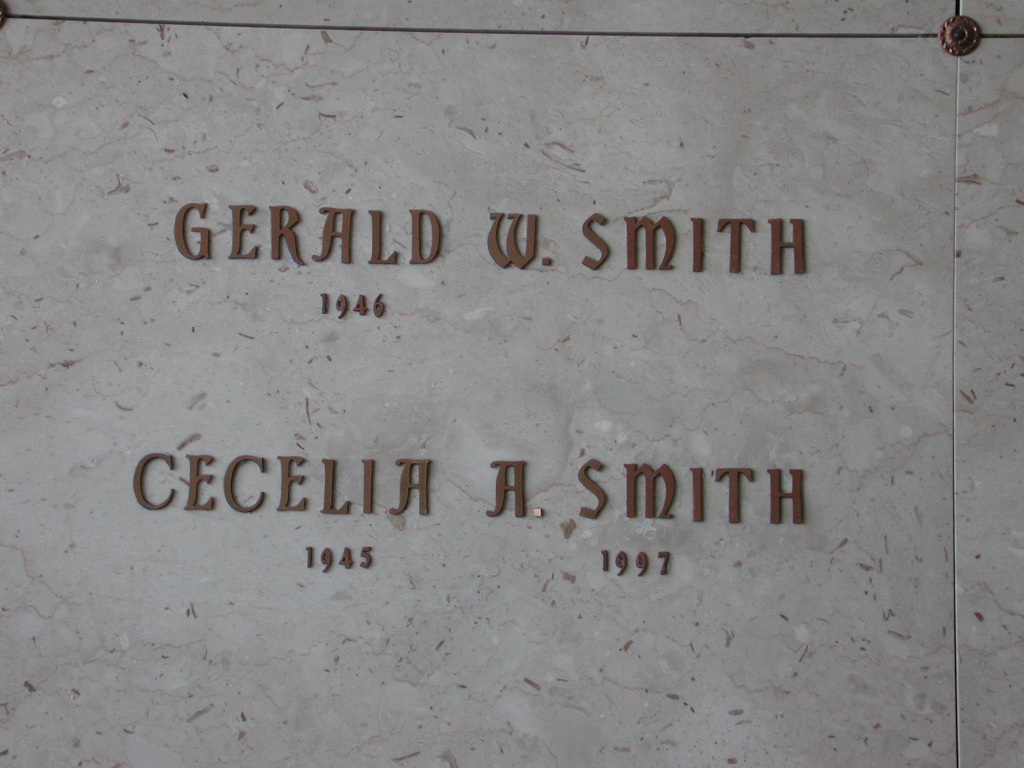 GERALD W. SMITH
1946
CECELIA A. SMITH
1945 1997